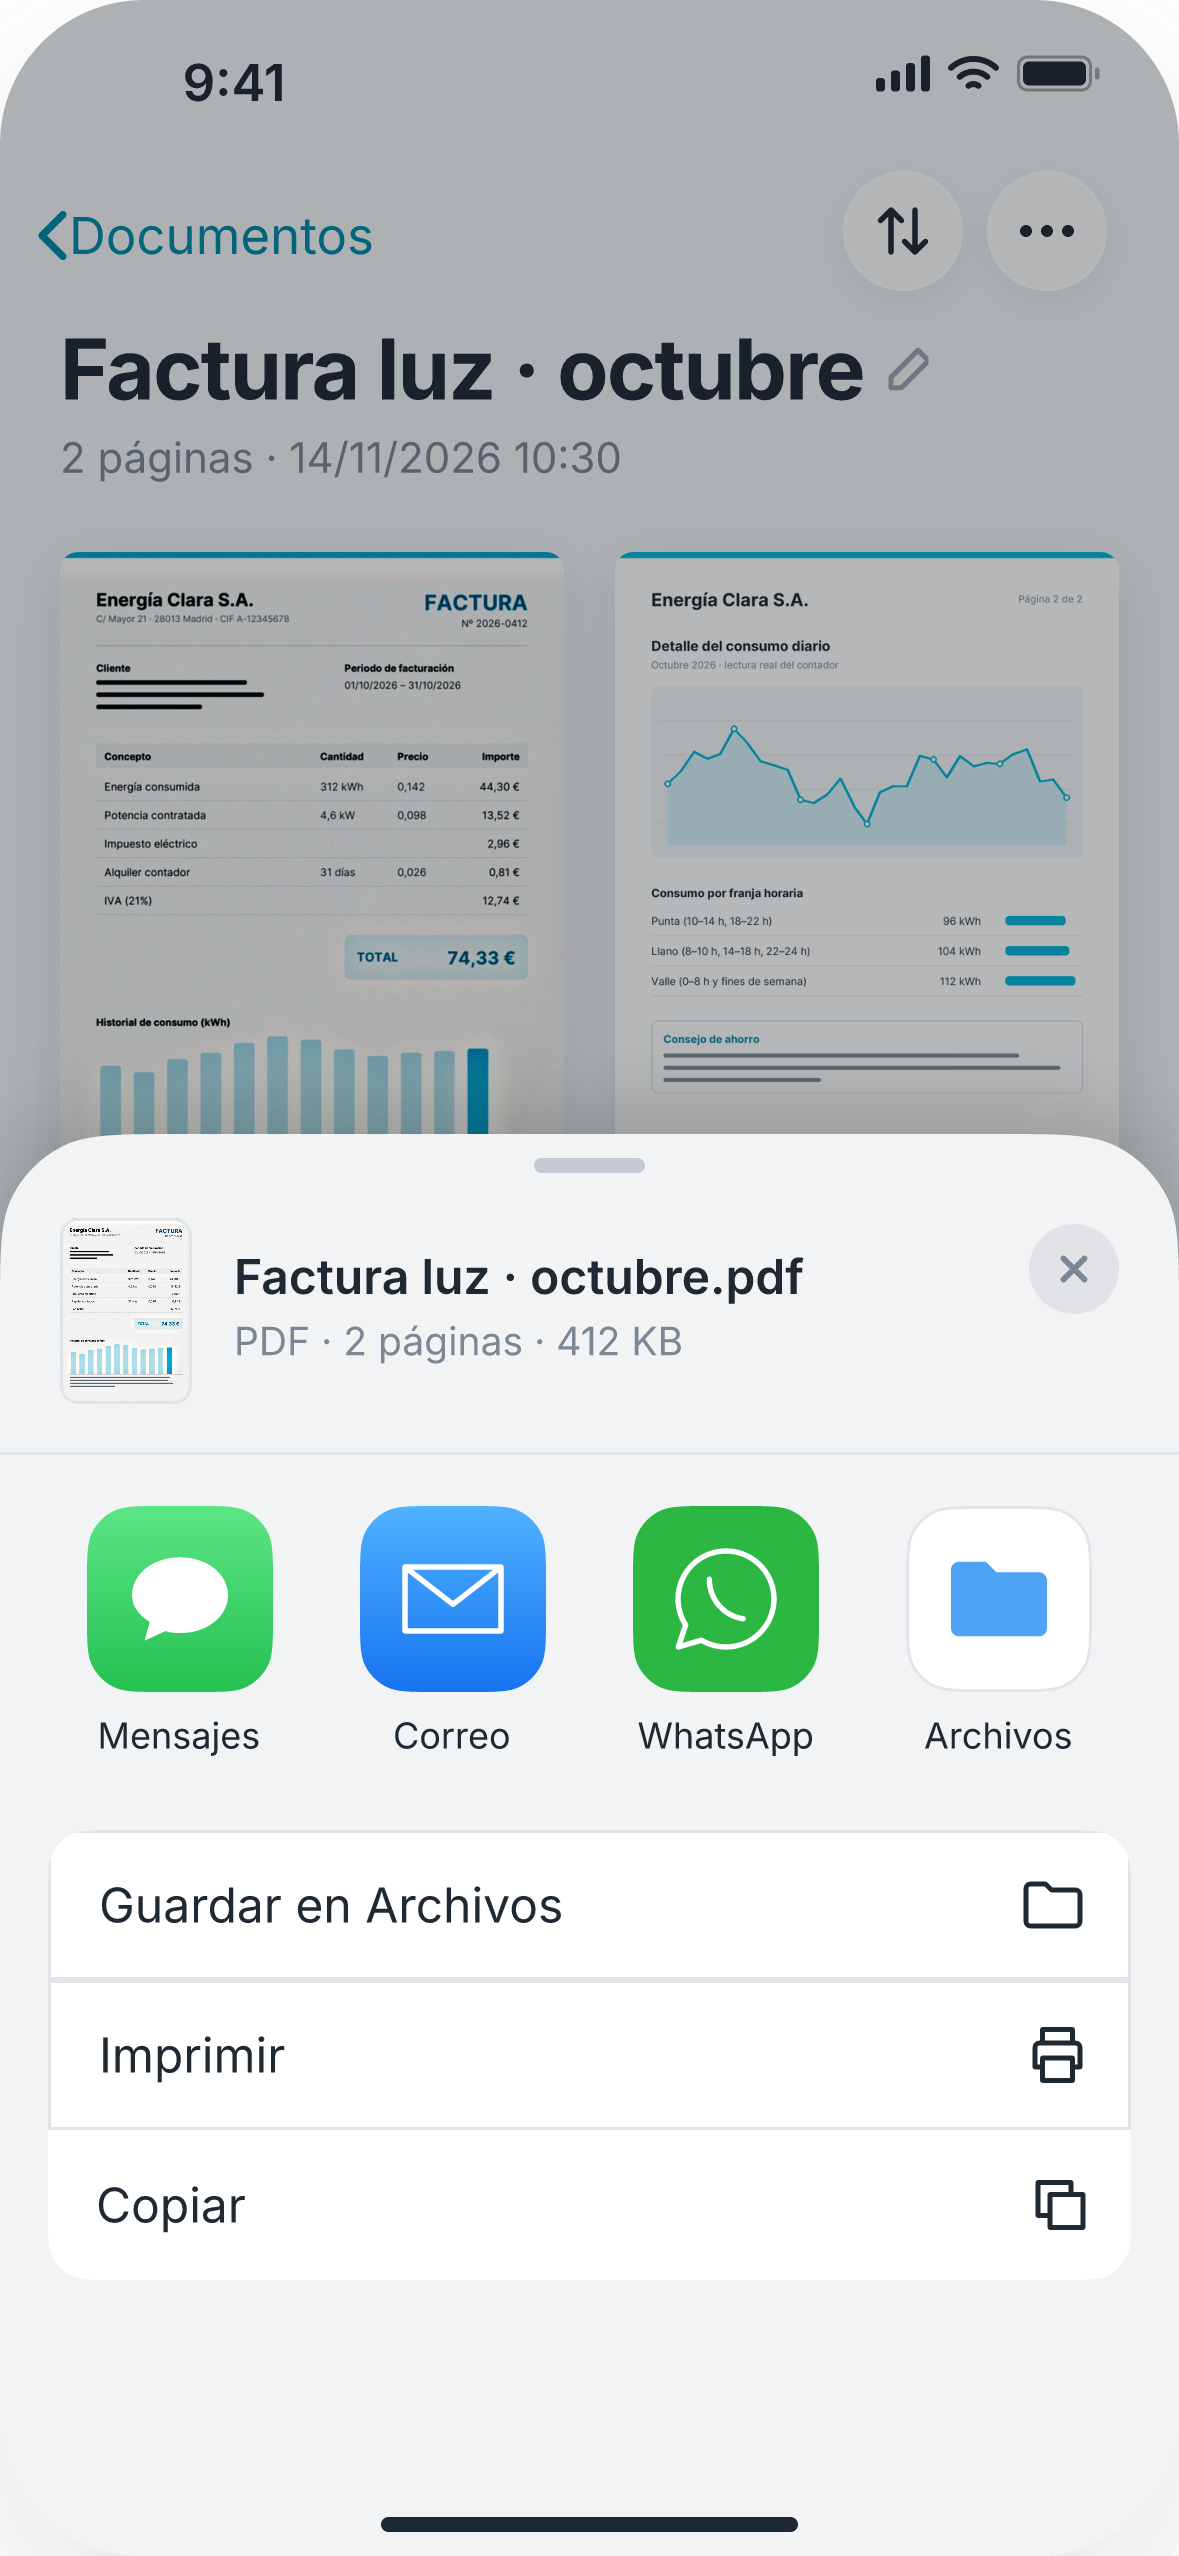 9:41
Documentos
Factura luz · octubre
2 páginas · 14/11/2026 10:30
Energía Clara S.A.
FACTURA
C/ Mayor 21 · 28013 Madrid · CIF A-12345678
Nº 2026-0412
Cliente
Periodo de facturación
01/10/2026 – 31/10/2026
Concepto Cantidad Precio Importe
Energía consumida 312 kWh 0,142 44,30 €
Potencia contratada 4,6 kW 0,098 13,52 €
Impuesto eléctrico 2,96 €
Alquiler contador 31 días 0,026 0,81 €
IVA (21%) 12,74 €
TOTAL 74,33 €
Historial de consumo (kWh)
Energía Clara S.A.
Página 2 de 2
Detalle del consumo diario
Octubre 2026 · lectura real del contador
Consumo por franja horaria
Punta (10–14 h, 18–22 h) 96 kWh
Llano (8–10 h, 14–18 h, 22–24 h) 104 kWh
Valle (0–8 h y fines de semana) 112 kWh
Consejo de ahorro
Energía Clara S.A.
FACTURA
TOTAL 74,33 €
Factura luz · octubre.pdf
PDF · 2 páginas · 412 KB
Mensajes
Correo
WhatsApp
Archivos
Guardar en Archivos
Imprimir
Copiar